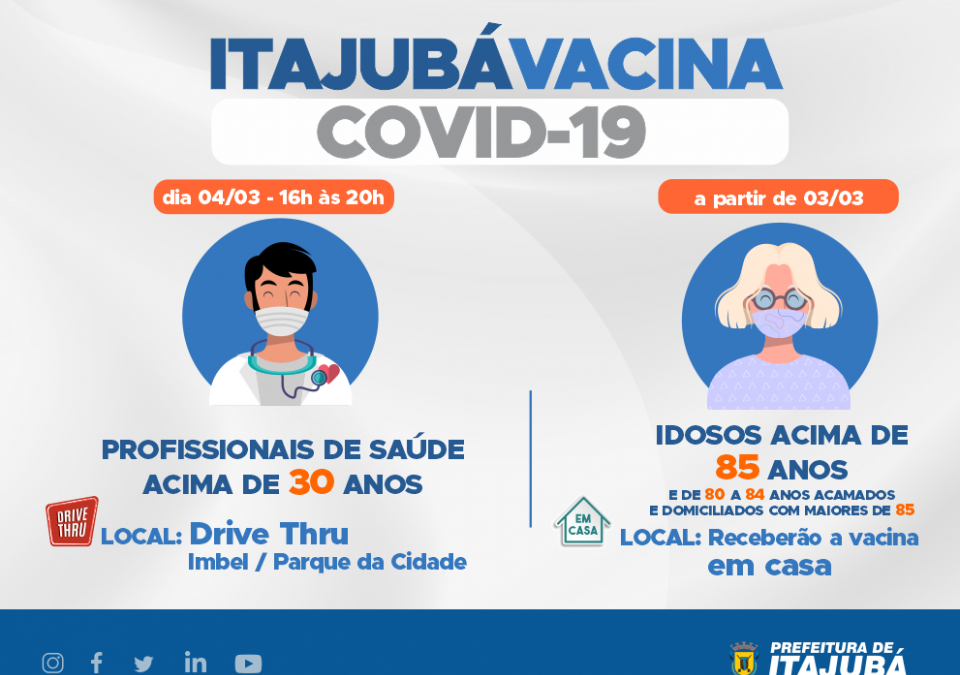 ITAJUBÁVACINA
COVID-19
dia 04/03 - 16h às 20h
PROFISSIONAIS DE SAÚDE
ACIMA DE 30 ANOS
DRIVE
THRU
LOCAL: Drive Thru
Imbel / Parque da Cidade
a partir de 03/03
IDOSOS ACIMA DE
85 ANOS
E DE 80 A 84 ANOS ACAMADOS
E DOMICILIADOS COM MAIORES DE 85
EM
CASA
LOCAL: Receberão a vacina
em casa
PREFEITURA DE
ITAJUBÁ